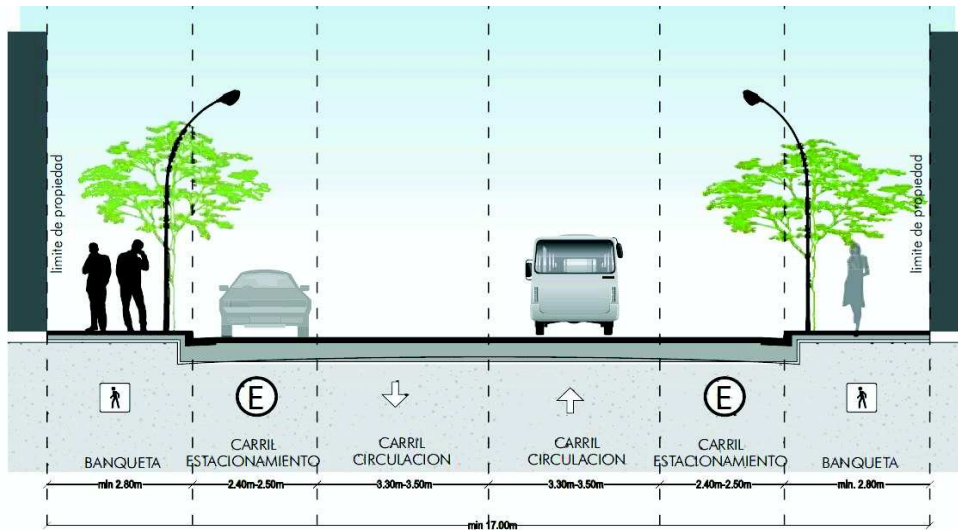 limite de propiedad
limite de propiedad
E
E
BANQUETA
CARRIL
ESTACIONAMIENTO
CARRIL
CIRCULACION
CARRIL
CIRCULACION
CARRIL
ESTACIONAMIENTO
BANQUETA
min 2.80m
2.40m-2.50m
3.30m-3.50m
3.30m-3.50m
2.40m-2.50m
min. 2.80m
min 17.00m